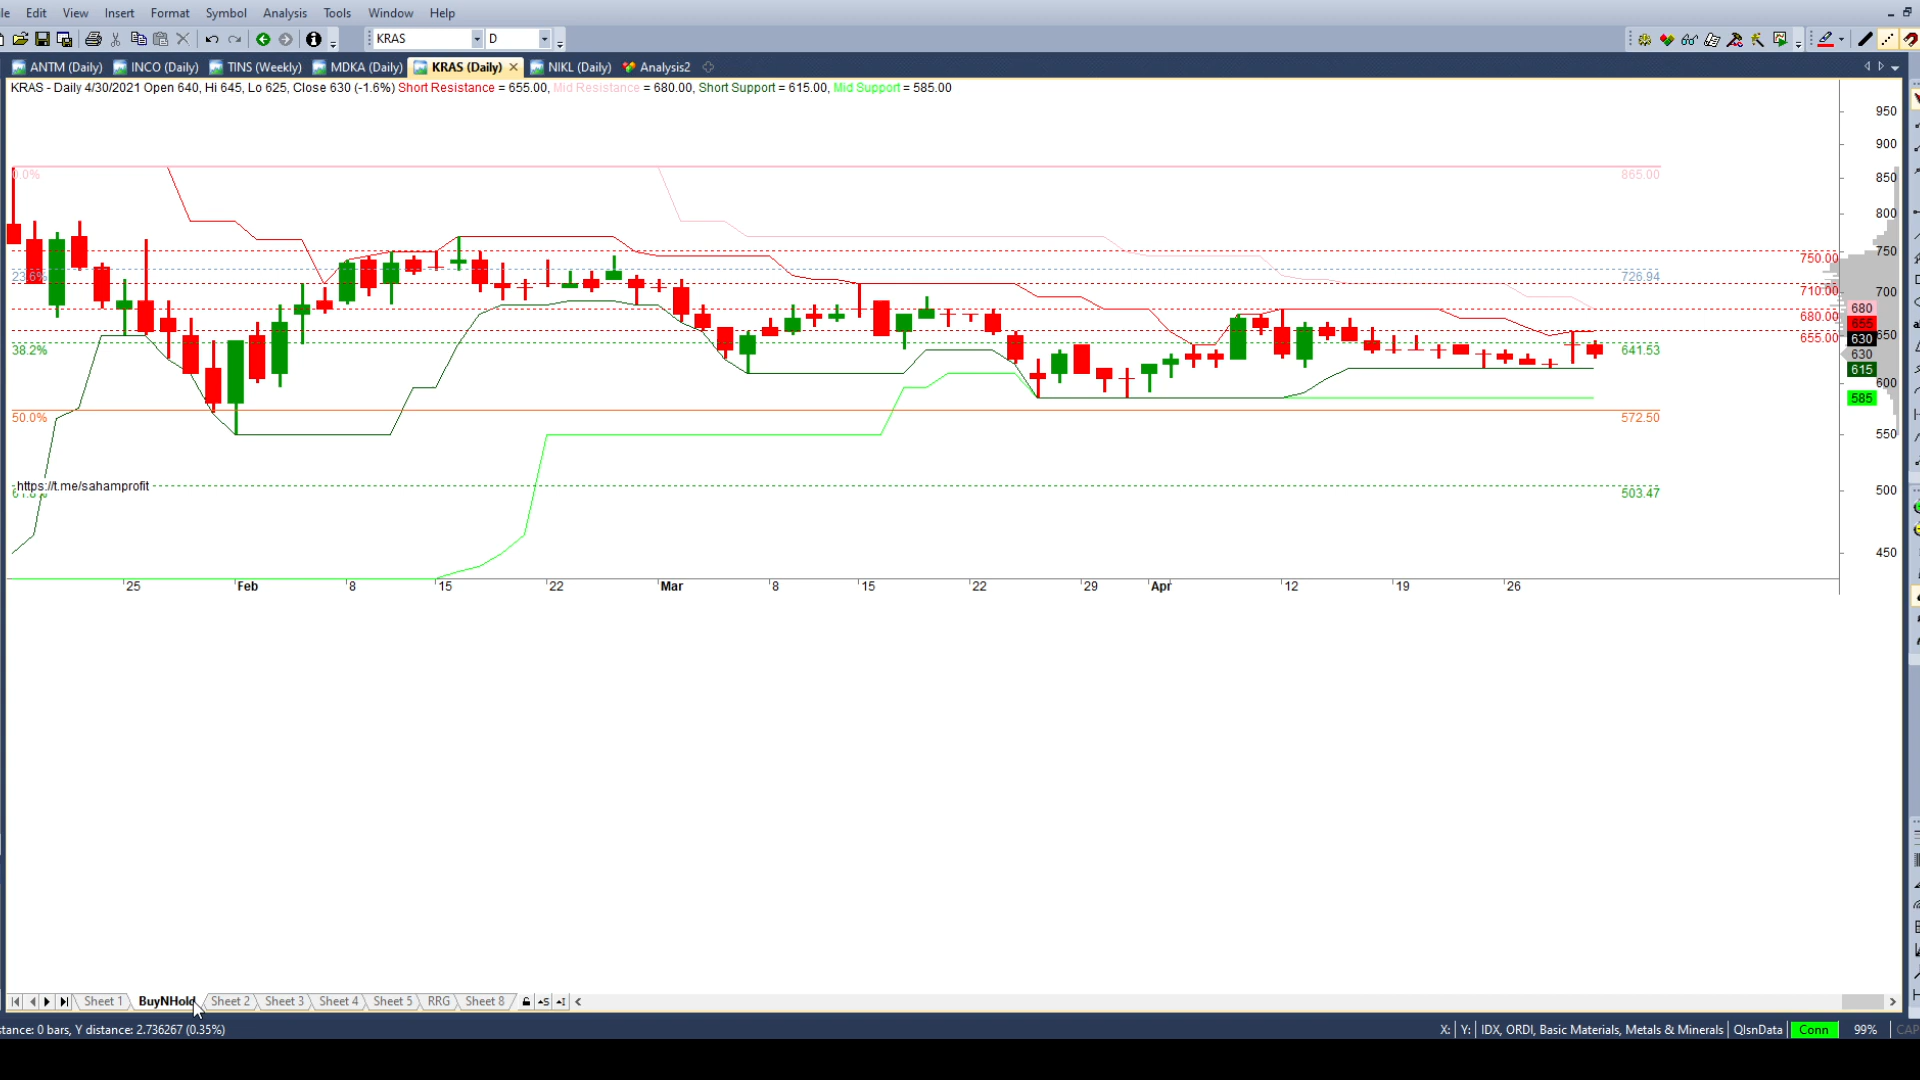 Edit View Insert Format Symbol Analysis Tools Window Help
KRAS D
ANTM (Daily) INCO (Daily) TINS (Weekly) MDKA (Daily) KRAS (Daily) NIKL (Daily) Analysis2
KRAS - Daily 4/30/2021 Open 640, Hi 645, Lo 625, Close 630 (-1.6%) Short Resistance = 655.00, Mid Resistance = 680.00, Short Support = 615.00, Mid Support = 585.00
950
900
0.0% 865.00 850
800
750
23.6% 726.94 750.00
710.00 700
680.00 680
655
650
655.00 630
38.2% 641.53 630
615
600
585
50.0% 572.50
550
https://t.me/sahamprofit
503.47 500
450
25 Feb 8 15 22 Mar 8 15 22 29 Apr 12 19 26
Sheet 1 BuyNHold Sheet 2 Sheet 3 Sheet 4 Sheet 5 RRG Sheet 8
stance: 0 bars, Y distance: 2.736267 (0.35%) X: Y: IDX, ORDI, Basic Materials, Metals & Minerals QlsnData Conn 99% CAP